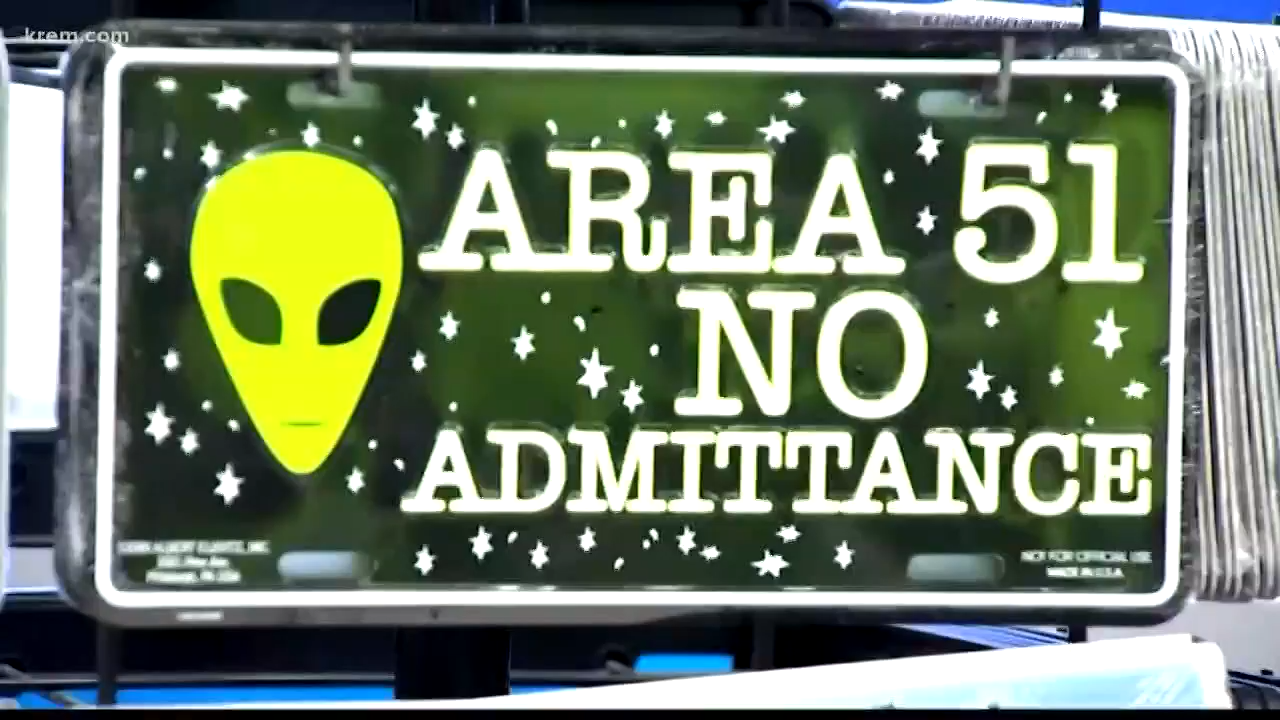 krem.com
AREA 51
NO
ADMITTANCE
NOT FOR OFFICIAL USE
MADE IN U.S.A.